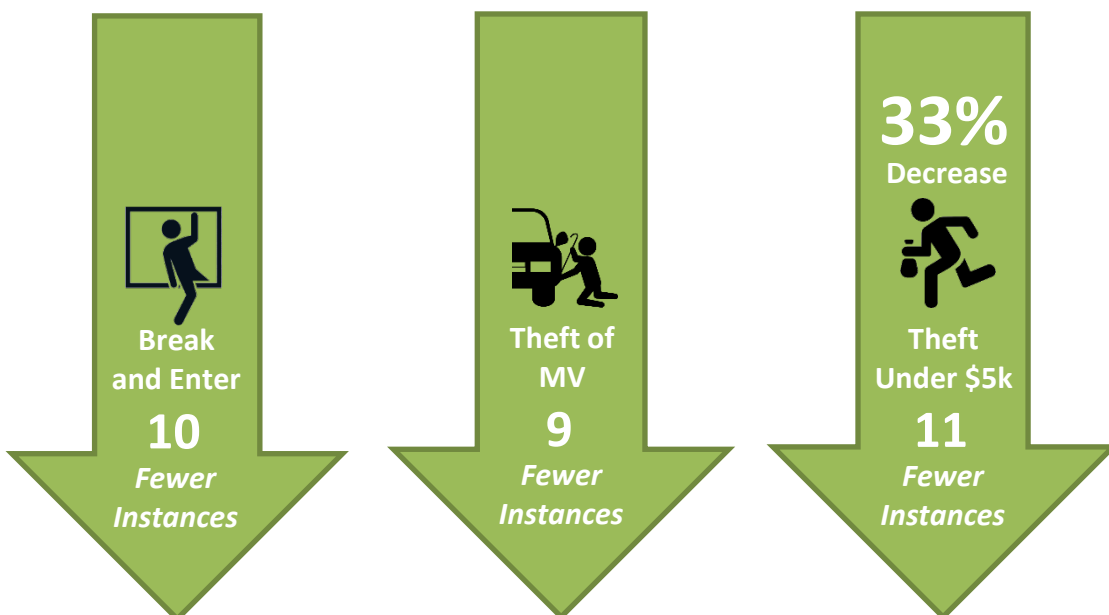 Break
and Enter
10
Fewer
Instances
Theft of
MV
9
Fewer
Instances
33%
Decrease
Theft
Under $5k
11
Fewer
Instances